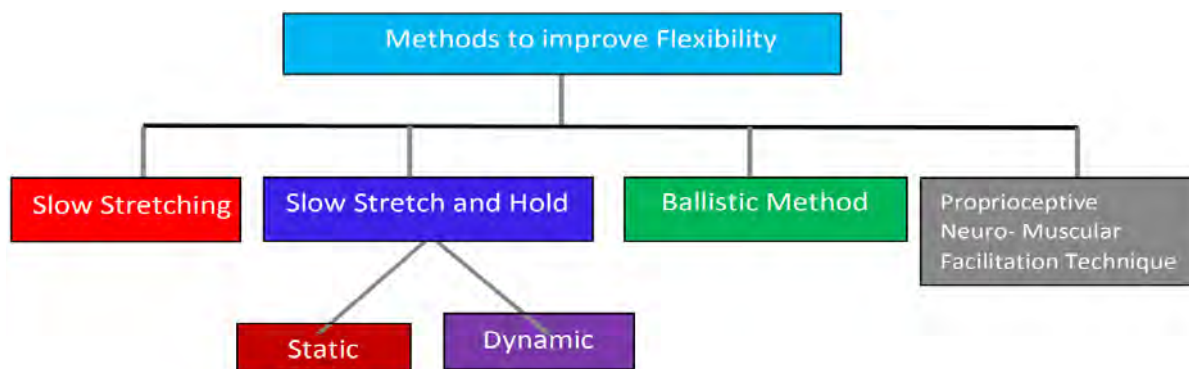 Methods to improve Flexibility
Slow Stretching
Slow Stretch and Hold
Ballistic Method
Proprioceptive
Neuro- Muscular
Facilitation Technique
Static
Dynamic